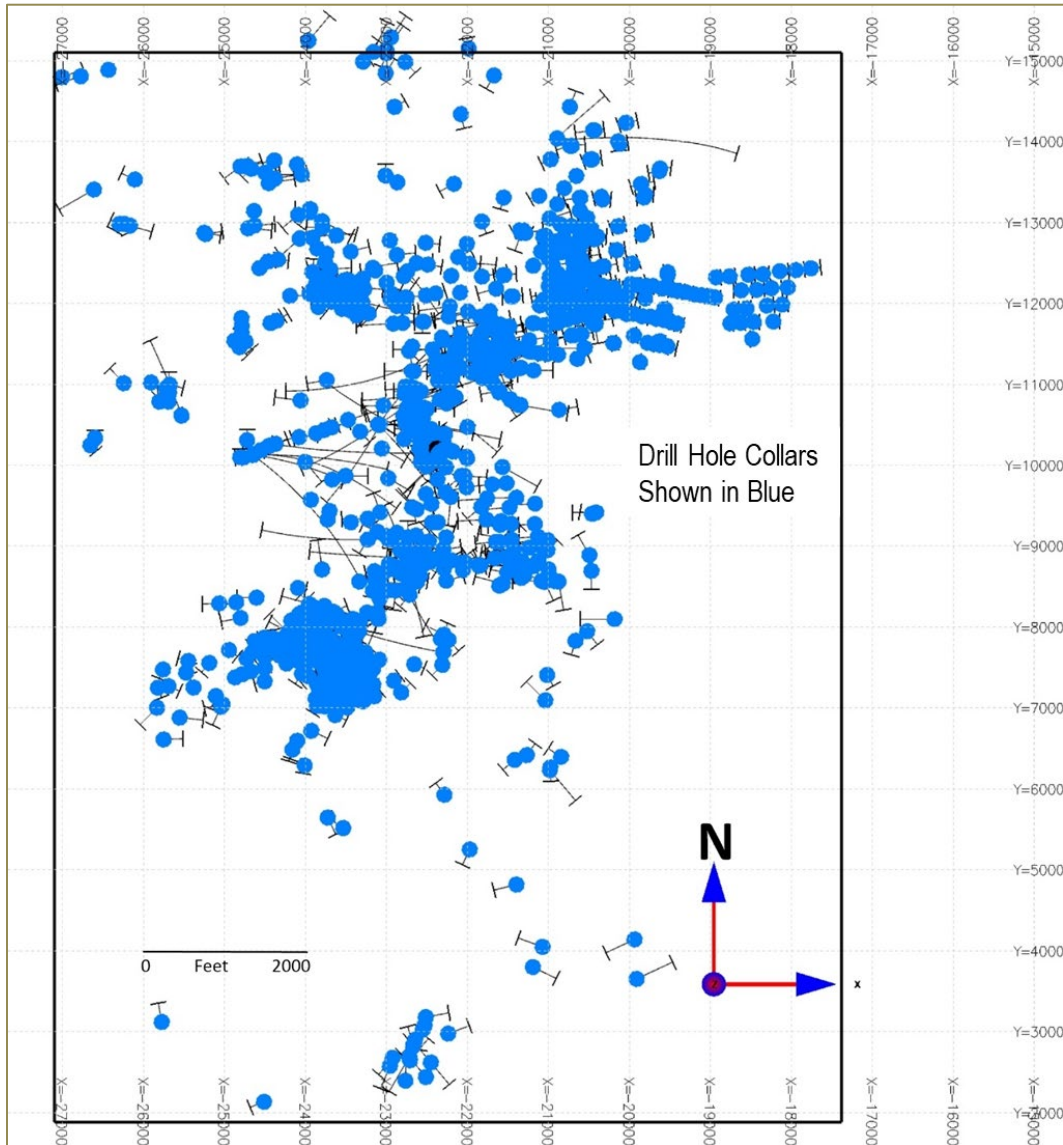 X=-27000
X=-26000
X=-25000
X=-24000
X=-23000
X=-22000
X=-21000
X=-20000
X=-19000
X=-18000
X=-17000
X=-16000
X=-15000
Y=15000
Y=14000
Y=13000
Y=12000
Y=11000
Y=10000
Drill Hole Collars
Shown in Blue
Y=9000
Y=8000
Y=7000
Y=6000
Y=5000
N
Y=4000
0 Feet 2000
x
Y=3000
X=-27000
X=-26000
X=-25000
X=-24000
X=-23000
X=-22000
X=-21000
X=-20000
X=-19000
X=-18000
X=-17000
X=-16000